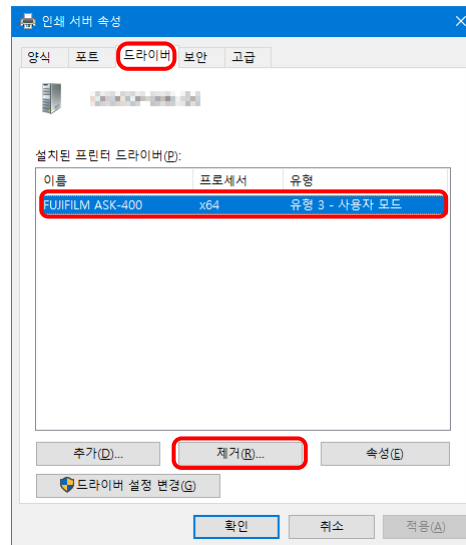 인쇄 서버 속성
양식 포트 드라이버 보안 고급
설치된 프린터 드라이버(P):
이름 프로세서 유형
FUJIFILM ASK-400 x64 유형 3 - 사용자 모드
추가(D)... 제거(R)... 속성(E)
드라이버 설정 변경(G)
확인 취소 적용(A)